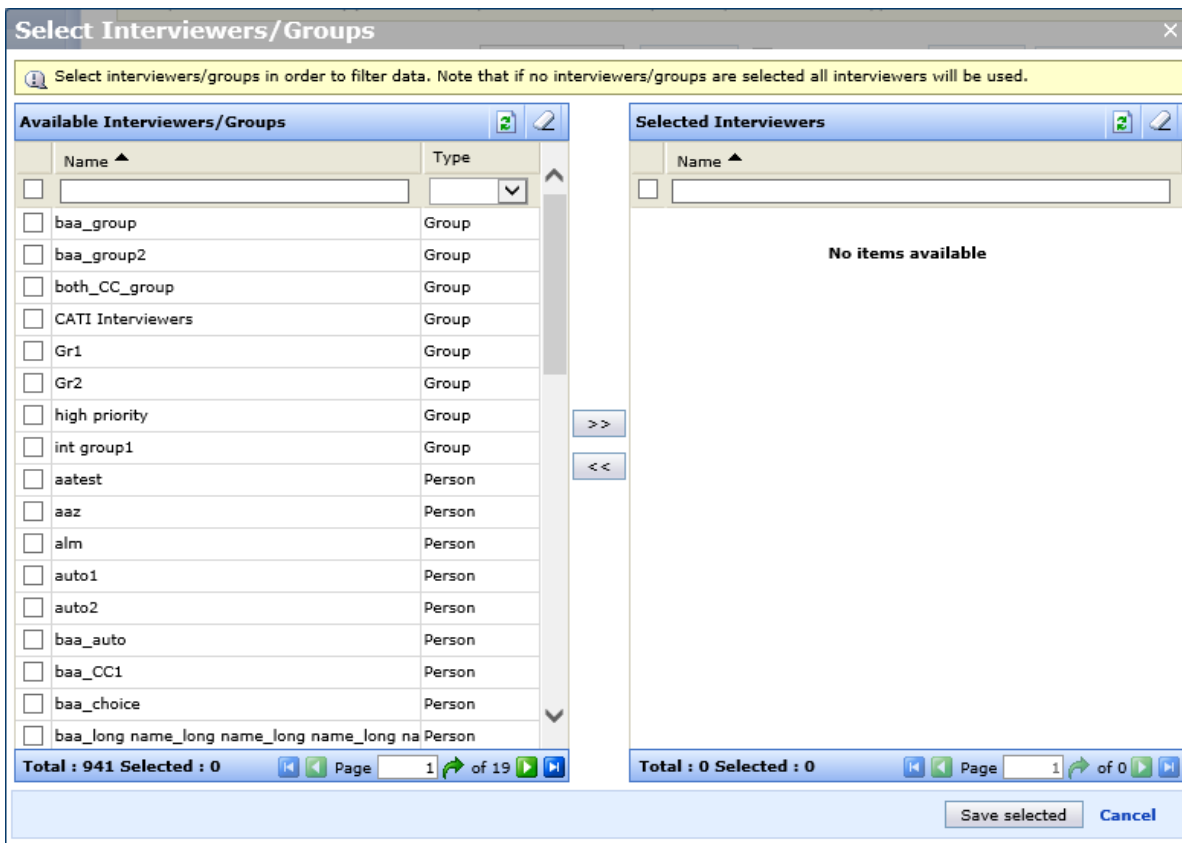 Select Interviewers/Groups
Select interviewers/groups in order to filter data. Note that if no interviewers/groups are selected all interviewers will be used.
Available Interviewers/Groups
Name Type
baa_group Group
baa_group2 Group
both_CC_group Group
CATI Interviewers Group
Gr1 Group
Gr2 Group
high priority Group
int group1 Group
aatest Person
aaz Person
alm Person
auto1 Person
auto2 Person
baa_auto Person
baa_CC1 Person
baa_choice Person
baa_long name_long name_long name_long na Person
Total : 941 Selected : 0 Page 1 of 19
>>
<<
Selected Interviewers
Name
No items available
Total : 0 Selected : 0 Page 1 of 0
Save selected Cancel